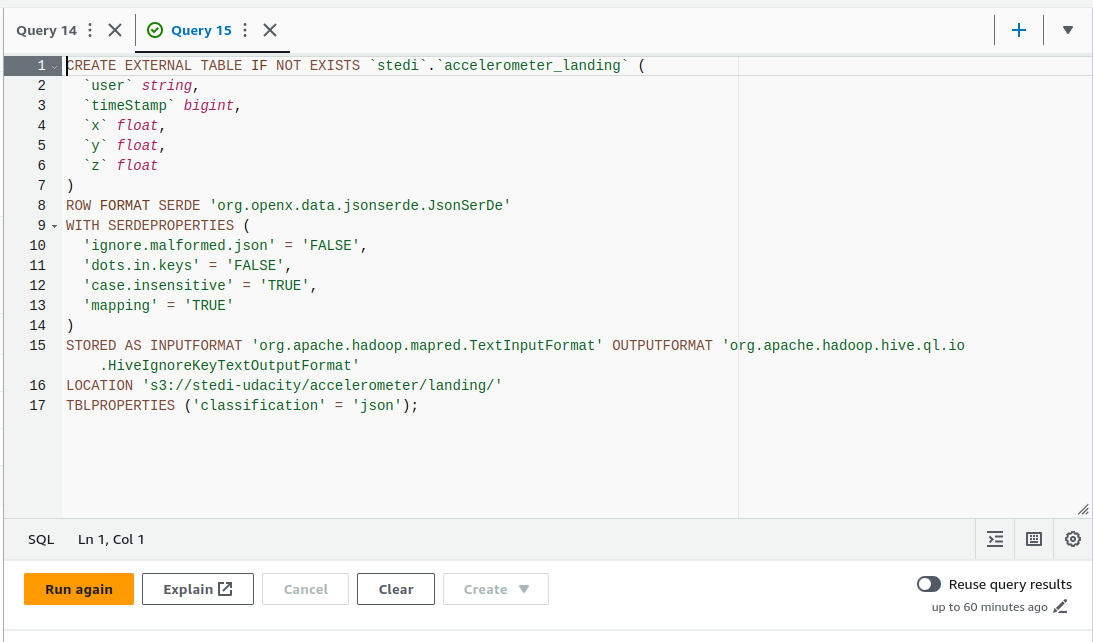 Query 14
Query 15
1 CREATE EXTERNAL TABLE IF NOT EXISTS `stedi`.`accelerometer_landing` (
2 `user` string,
3 `timeStamp` bigint,
4 `x` float,
5 `y` float,
6 `z` float
7 )
8 ROW FORMAT SERDE 'org.openx.data.jsonserde.JsonSerDe'
9 WITH SERDEPROPERTIES (
10 'ignore.malformed.json' = 'FALSE',
11 'dots.in.keys' = 'FALSE',
12 'case.insensitive' = 'TRUE',
13 'mapping' = 'TRUE'
14 )
15 STORED AS INPUTFORMAT 'org.apache.hadoop.mapred.TextInputFormat' OUTPUTFORMAT 'org.apache.hadoop.hive.ql.io
.HiveIgnoreKeyTextOutputFormat'
16 LOCATION 's3://stedi-udacity/accelerometer/landing/'
17 TBLPROPERTIES ('classification' = 'json');
SQL Ln 1, Col 1
Run again Explain Cancel Clear Create Reuse query results
up to 60 minutes ago